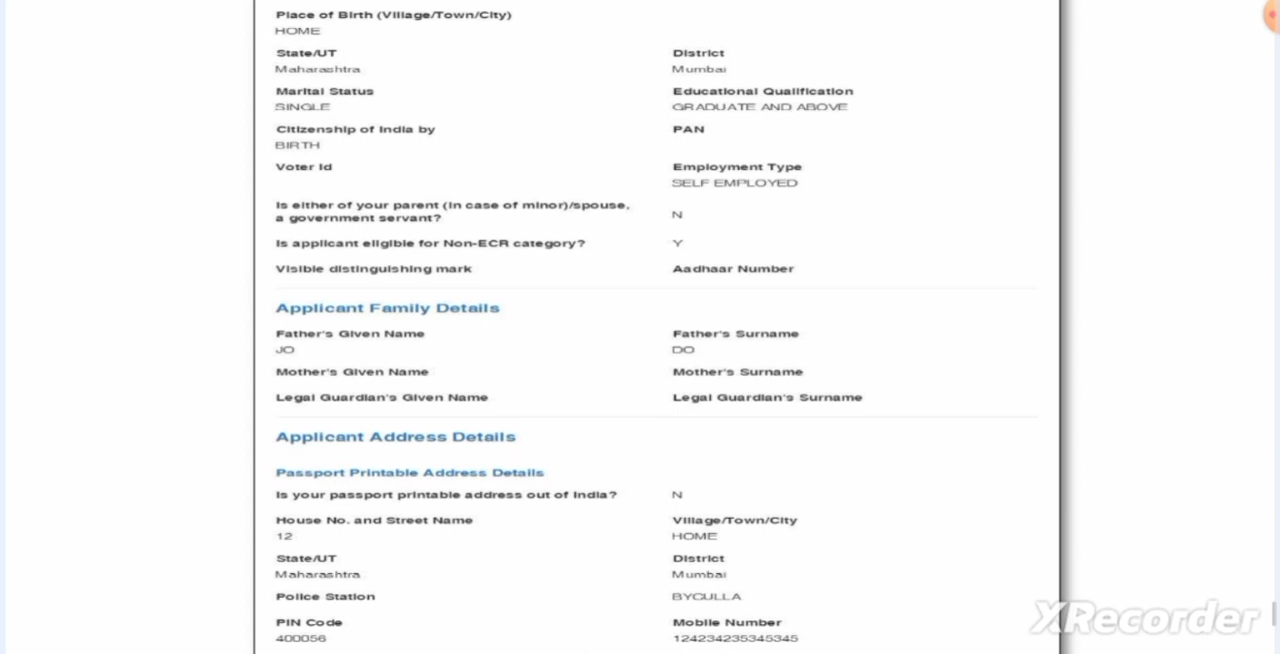 Place of Birth (Village/Town/City)
HOME
State/UT District
Maharashtra Mumbai
Marital Status Educational Qualification
SINGLE GRADUATE AND ABOVE
Citizenship of India by PAN
BIRTH
Voter Id Employment Type
SELF EMPLOYED
Is either of your parent (in case of minor)/spouse,
a government servant? N
Is applicant eligible for Non-ECR category? Y
Visible distinguishing mark Aadhaar Number
Applicant Family Details
Father's Given Name Father's Surname
JO DO
Mother's Given Name Mother's Surname
Legal Guardian's Given Name Legal Guardian's Surname
Applicant Address Details
Passport Printable Address Details
Is your passport printable address out of India? N
House No. and Street Name Village/Town/City
12 HOME
State/UT District
Maharashtra Mumbai
Police Station BYCULLA
PIN Code Mobile Number
400056 124234235345345
XRecorder